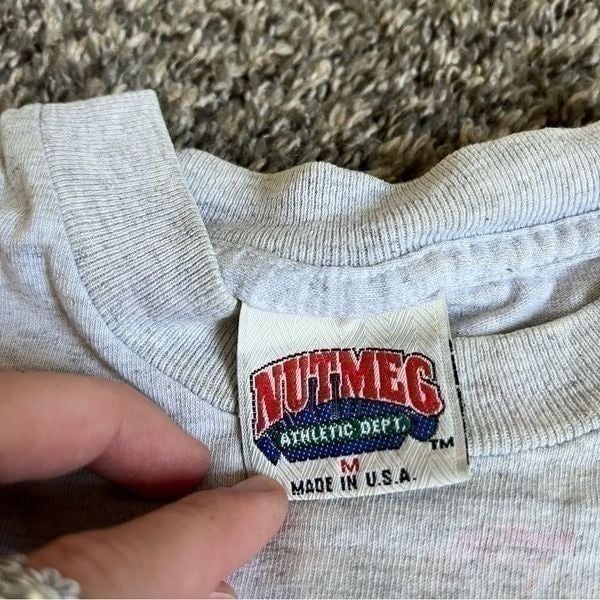 NUTMEG
ATHLETIC DEPT.
TM
M
MADE IN U.S.A.